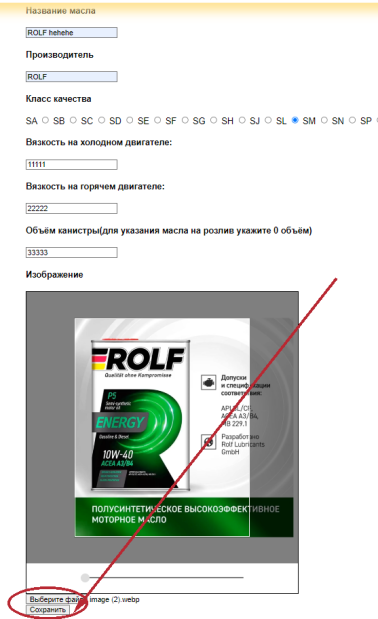 Название масла
ROLF hehehe
Производитель
ROLF
Класс качества
SA SB SC SD SE SF SG SH SJ SL SM SN SP
Вязкость на холодном двигателе:
11111
Вязкость на горячем двигателе:
22222
Объём канистры(для указания масла на розлив укажите 0 объём)
33333
Изображение
ROLF
Qualität ohne Kompromisse
P5
Semi-synthetic
motor oil
ENERGY
Gasoline & Diesel
10W-40
ACEA A3/B4
Допуски
и спецификации
соответствия:
API SL/CF,
ACEA A3/B4,
MB 229.1
Разработано
Rolf Lubricants
GmbH
ПОЛУСИНТЕТИЧЕСКОЕ ВЫСОКОЭФФЕКТИВНОЕ
МОТОРНОЕ МАСЛО
Выберите файл image (2).webp
Сохранить